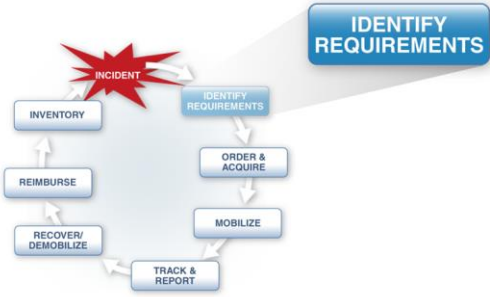 IDENTIFY
REQUIREMENTS
INCIDENT
IDENTIFY
REQUIREMENTS
ORDER &
ACQUIRE
MOBILIZE
TRACK &
REPORT
RECOVER/
DEMOBILIZE
REIMBURSE
INVENTORY